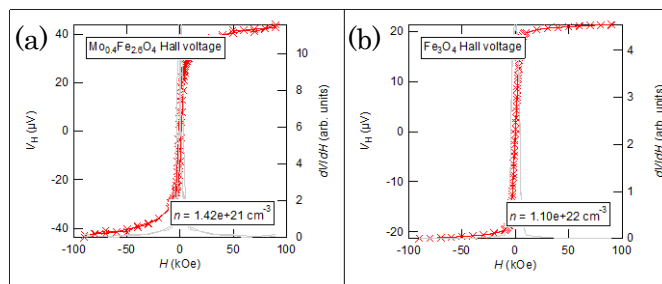 (a)
Mo0.4Fe2.6O4 Hall voltage
40
20
0
-20
-40
VH (µV)
10
8
6
4
2
0
dV/dH (arb. units)
n = 1.42e+21 cm-3
-100 -50 0 50 100
H (kOe)
(b)
Fe3O4 Hall voltage
20
10
0
-10
-20
VH (µV)
4
3
2
1
0
dV/dH (arb. units)
n = 1.10e+22 cm-3
-100 -50 0 50 100
H (kOe)